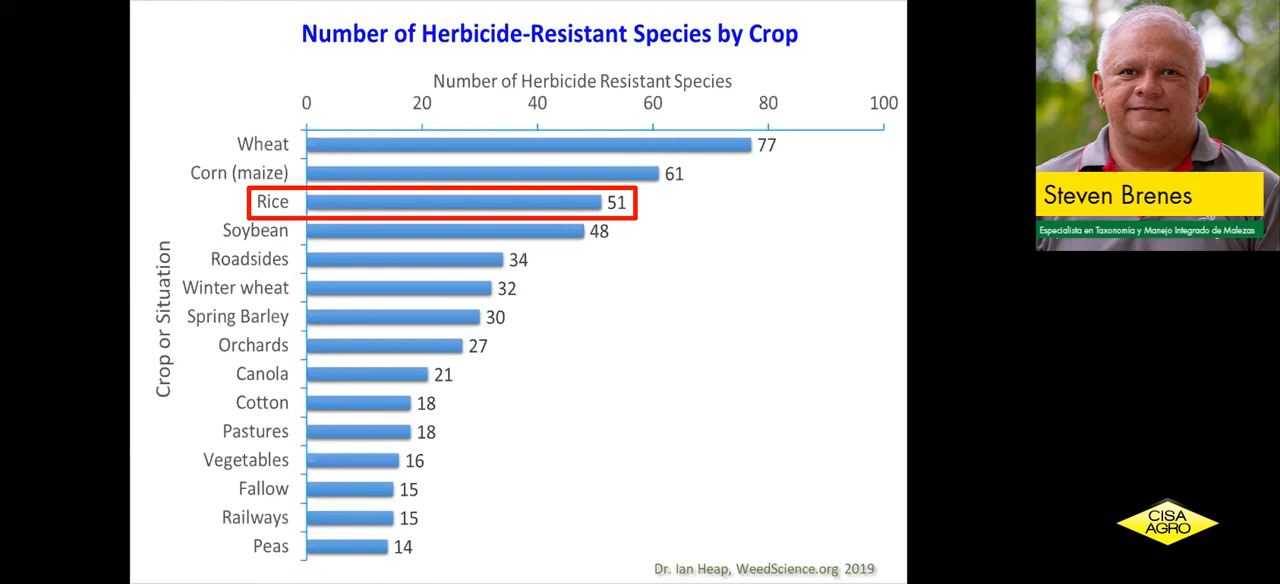 Number of Herbicide-Resistant Species by Crop
Number of Herbicide Resistant Species
0 20 40 60 80 100
Crop or Situation
Wheat 77
Corn (maize) 61
Rice 51
Soybean 48
Roadsides 34
Winter wheat 32
Spring Barley 30
Orchards 27
Canola 21
Cotton 18
Pastures 18
Vegetables 16
Fallow 15
Railways 15
Peas 14
Dr. Ian Heap, WeedScience.org 2019
Steven Brenes
Especialista en Taxonomía y Manejo Integrado de Malezas
CISA
AGRO